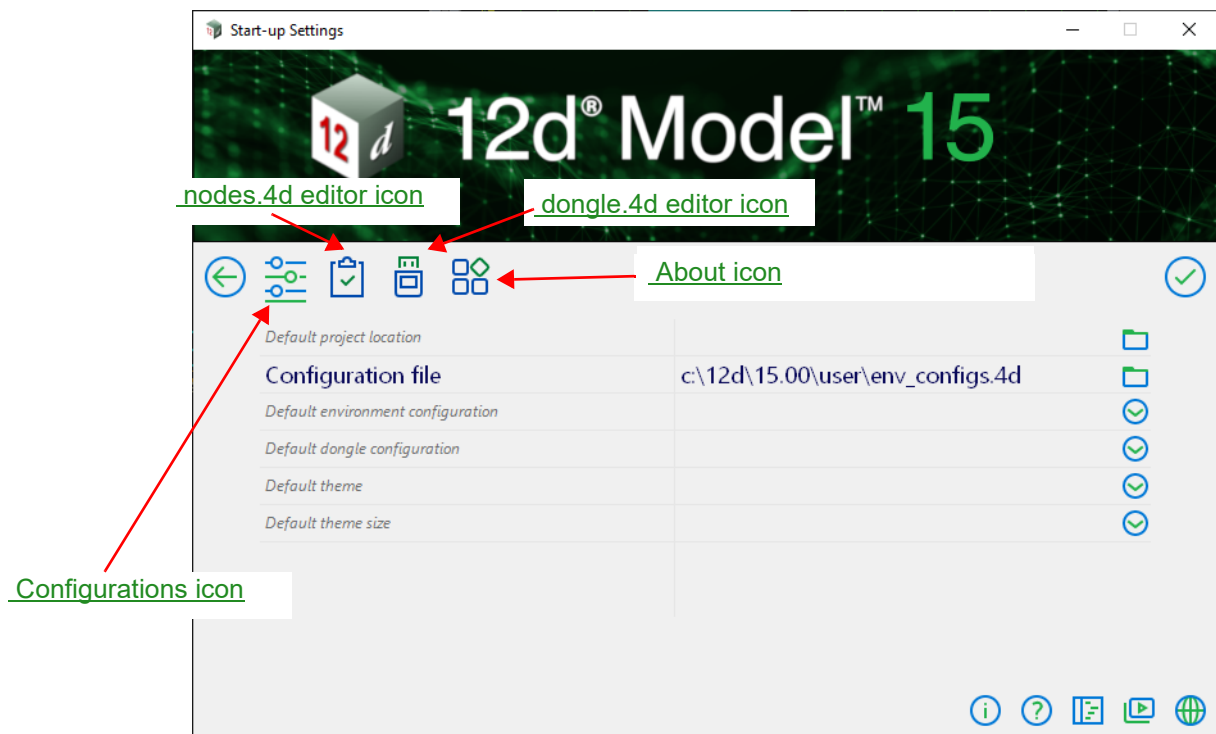 Start-up Settings
12 d
12d® Model™ 15
nodes.4d editor icon
dongle.4d editor icon
About icon
Default project location
Configuration file c:\12d\15.00\user\env_configs.4d
Default environment configuration
Default dongle configuration
Default theme
Default theme size
Configurations icon